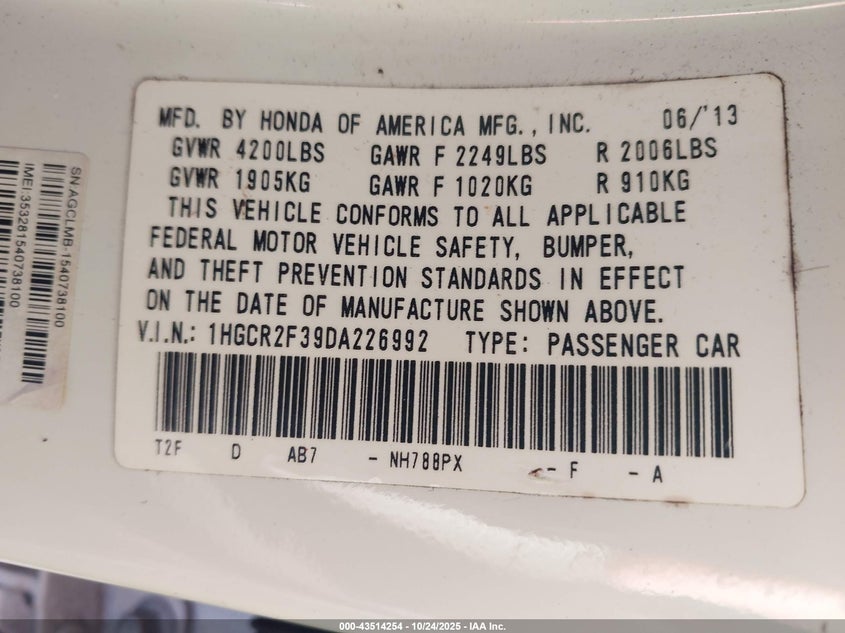 MFD. BY HONDA OF AMERICA MFG., INC. 06/'13
GVWR 4200LBS GAWR F 2249LBS R 2006LBS
GVWR 1905KG GAWR F 1020KG R 910KG
THIS VEHICLE CONFORMS TO ALL APPLICABLE
FEDERAL MOTOR VEHICLE SAFETY, BUMPER,
AND THEFT PREVENTION STANDARDS IN EFFECT
ON THE DATE OF MANUFACTURE SHOWN ABOVE.
V.I.N.: 1HGCR2F39DA226992 TYPE: PASSENGER CAR
T2F D AB7 - NH788PX - F - A
SN:AGCLMB-1540738100
IMEI:353281540738100
000-43514254 - 10/24/2025 - IAA Inc.